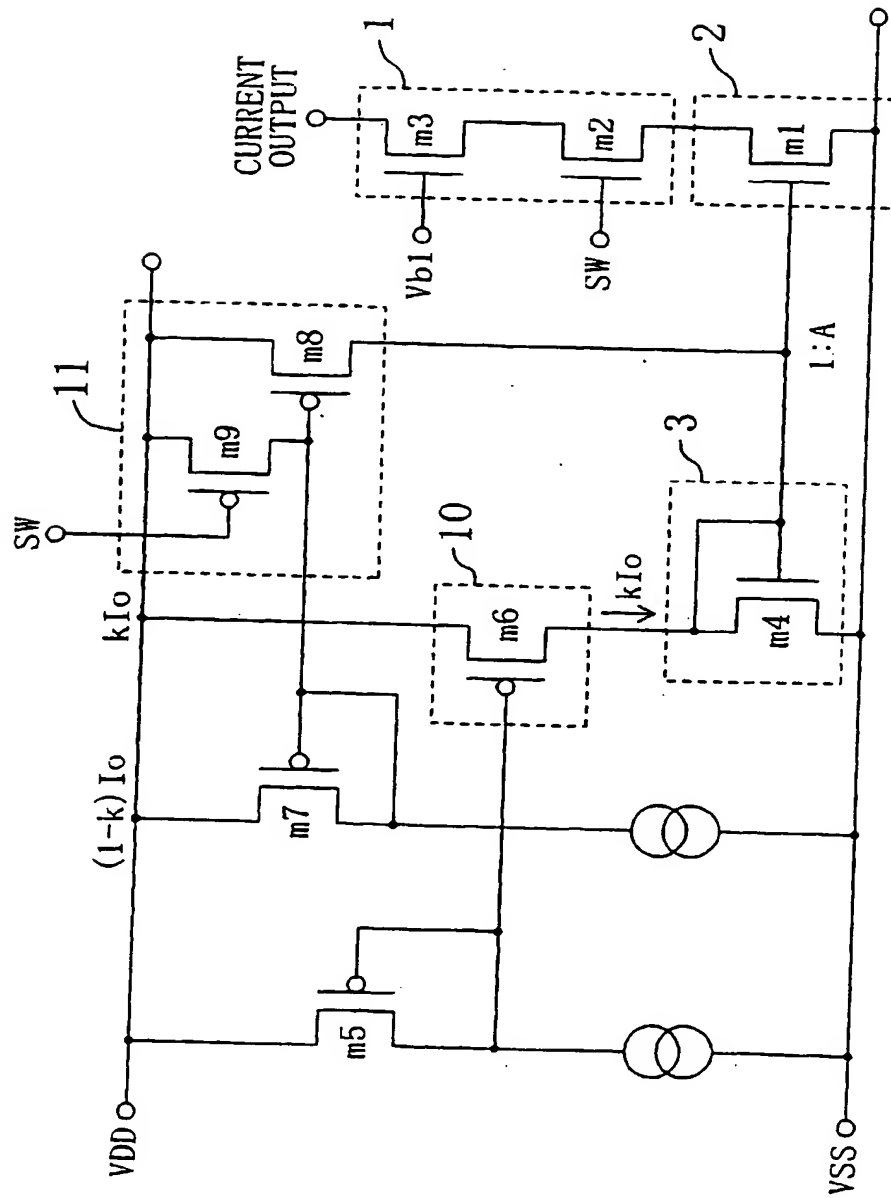 CURRENT
OUTPUT
1
m3
Vb1
m2
SW
2
m1
1:A
11
m8
m9
SW
kIo
10
m6
kIo
3
m4
(1-k)Io
m7
m5
VDD
VSS